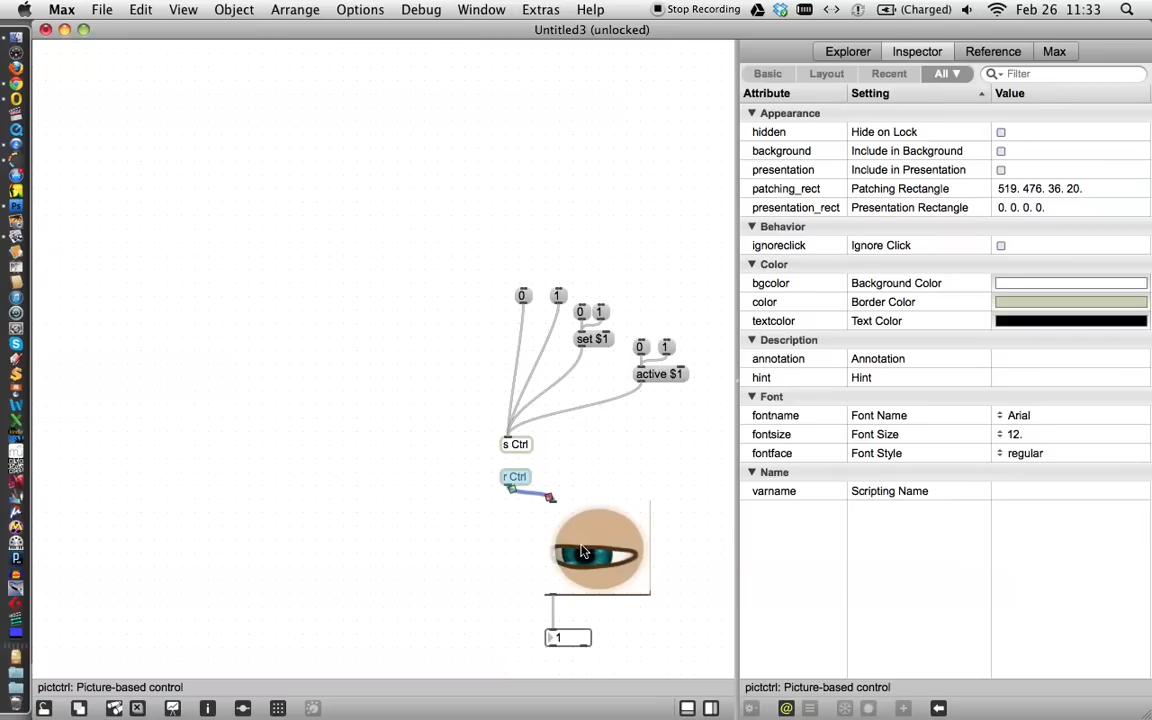 Max File Edit View Object Arrange Options Debug Window Extras Help Stop Recording (Charged) Feb 26 11:33
Untitled3 (unlocked)
Explorer Inspector Reference Max
Basic Layout Recent All ▼ Filter
Attribute Setting Value
Appearance
hidden Hide on Lock
background Include in Background
presentation Include in Presentation
patching_rect Patching Rectangle 519. 476. 36. 20.
presentation_rect Presentation Rectangle 0. 0. 0. 0.
Behavior
ignoreclick Ignore Click
Color
bgcolor Background Color
color Border Color
textcolor Text Color
Description
annotation Annotation
hint Hint
Font
fontname Font Name Arial
fontsize Font Size 12.
fontface Font Style regular
Name
varname Scripting Name
0 1
0 1
set $1
0 1
active $1
s Ctrl
r Ctrl
1
pictctrl: Picture-based control
pictctrl: Picture-based control